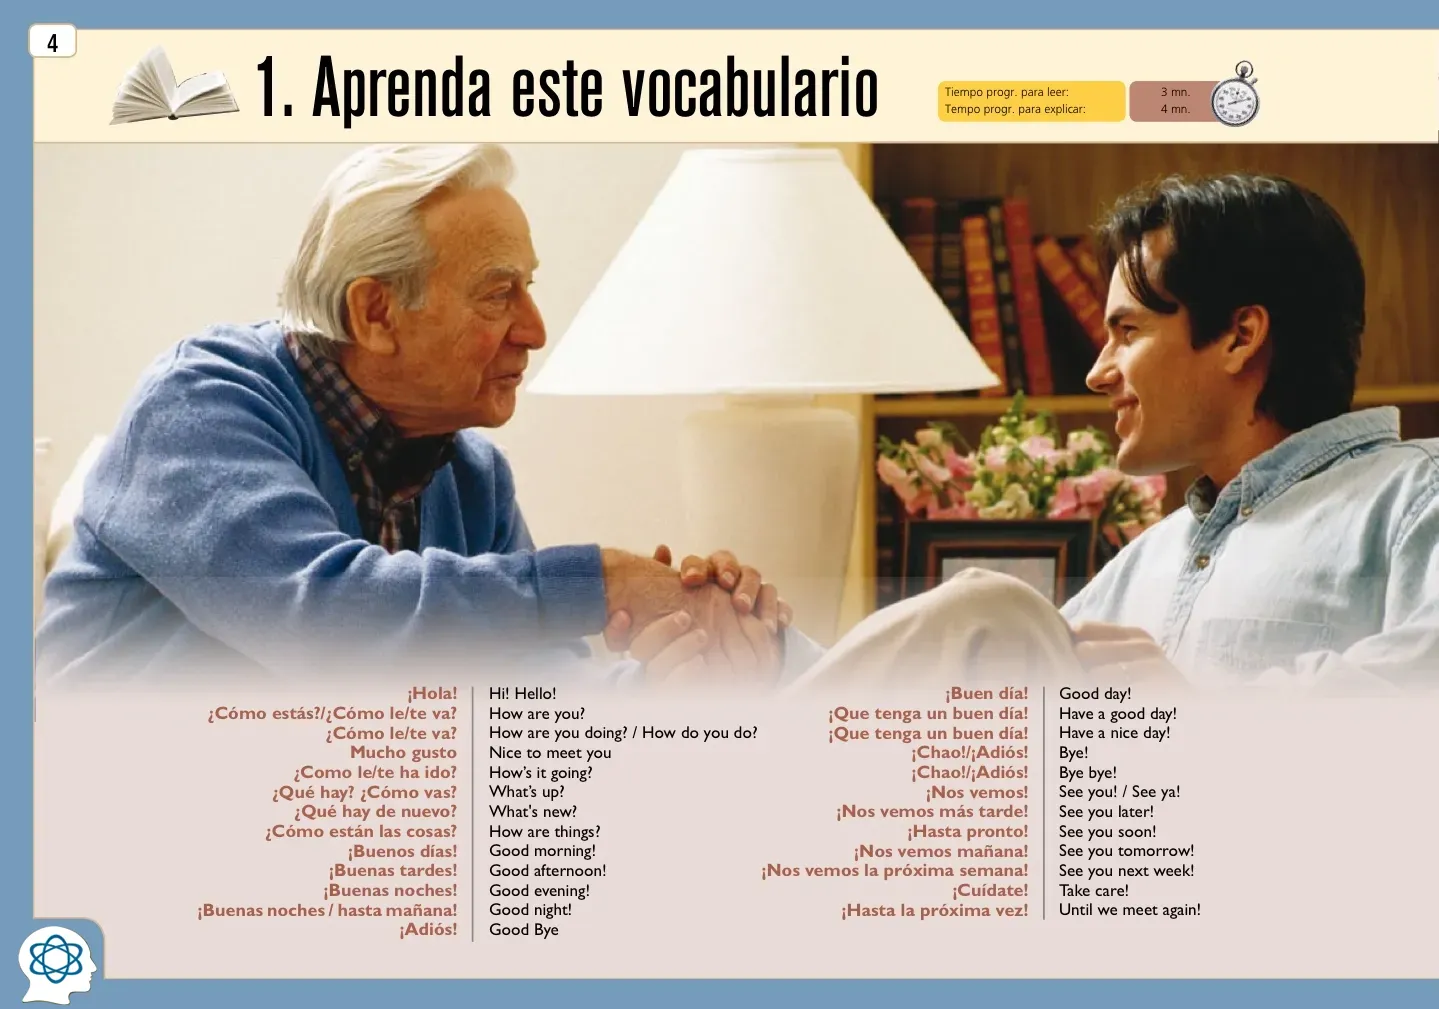 4
1. Aprenda este vocabulario
Tiempo progr. para leer: 3 mn.
Tempo progr. para explicar: 4 mn.
¡Hola! Hi! Hello!
¿Cómo estás?/¿Cómo le/te va? How are you?
¿Cómo le/te va? How are you doing? / How do you do?
Mucho gusto Nice to meet you
¿Como le/te ha ido? How's it going?
¿Qué hay? ¿Cómo vas? What's up?
¿Qué hay de nuevo? What's new?
¿Cómo están las cosas? How are things?
¡Buenos días! Good morning!
¡Buenas tardes! Good afternoon!
¡Buenas noches! Good evening!
¡Buenas noches / hasta mañana! Good night!
¡Adiós! Good Bye
¡Buen día! Good day!
¡Que tenga un buen día! Have a good day!
¡Que tenga un buen día! Have a nice day!
¡Chao!/¡Adiós! Bye!
¡Chao!/¡Adiós! Bye bye!
¡Nos vemos! See you! / See ya!
¡Nos vemos más tarde! See you later!
¡Hasta pronto! See you soon!
¡Nos vemos mañana! See you tomorrow!
¡Nos vemos la próxima semana! See you next week!
¡Cuídate! Take care!
¡Hasta la próxima vez! Until we meet again!